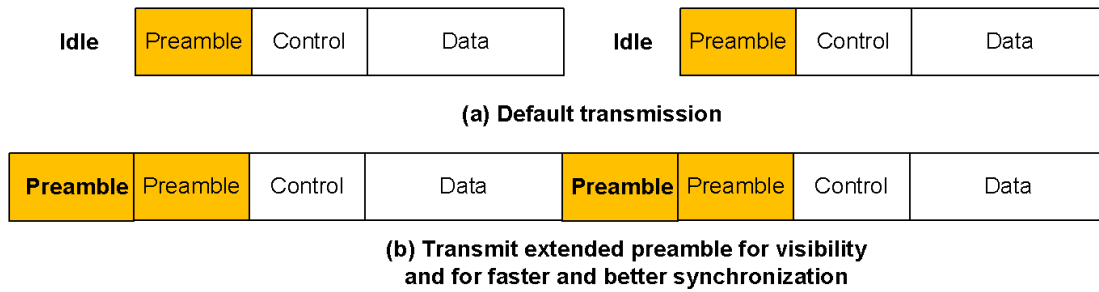 Idle Preamble Control Data Idle Preamble Control Data
(a) Default transmission
Preamble Preamble Control Data Preamble Preamble Control Data
(b) Transmit extended preamble for visibility
and for faster and better synchronization